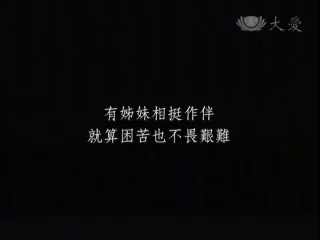 大愛
有姊妹相挺作伴
就算困苦也不畏艱難